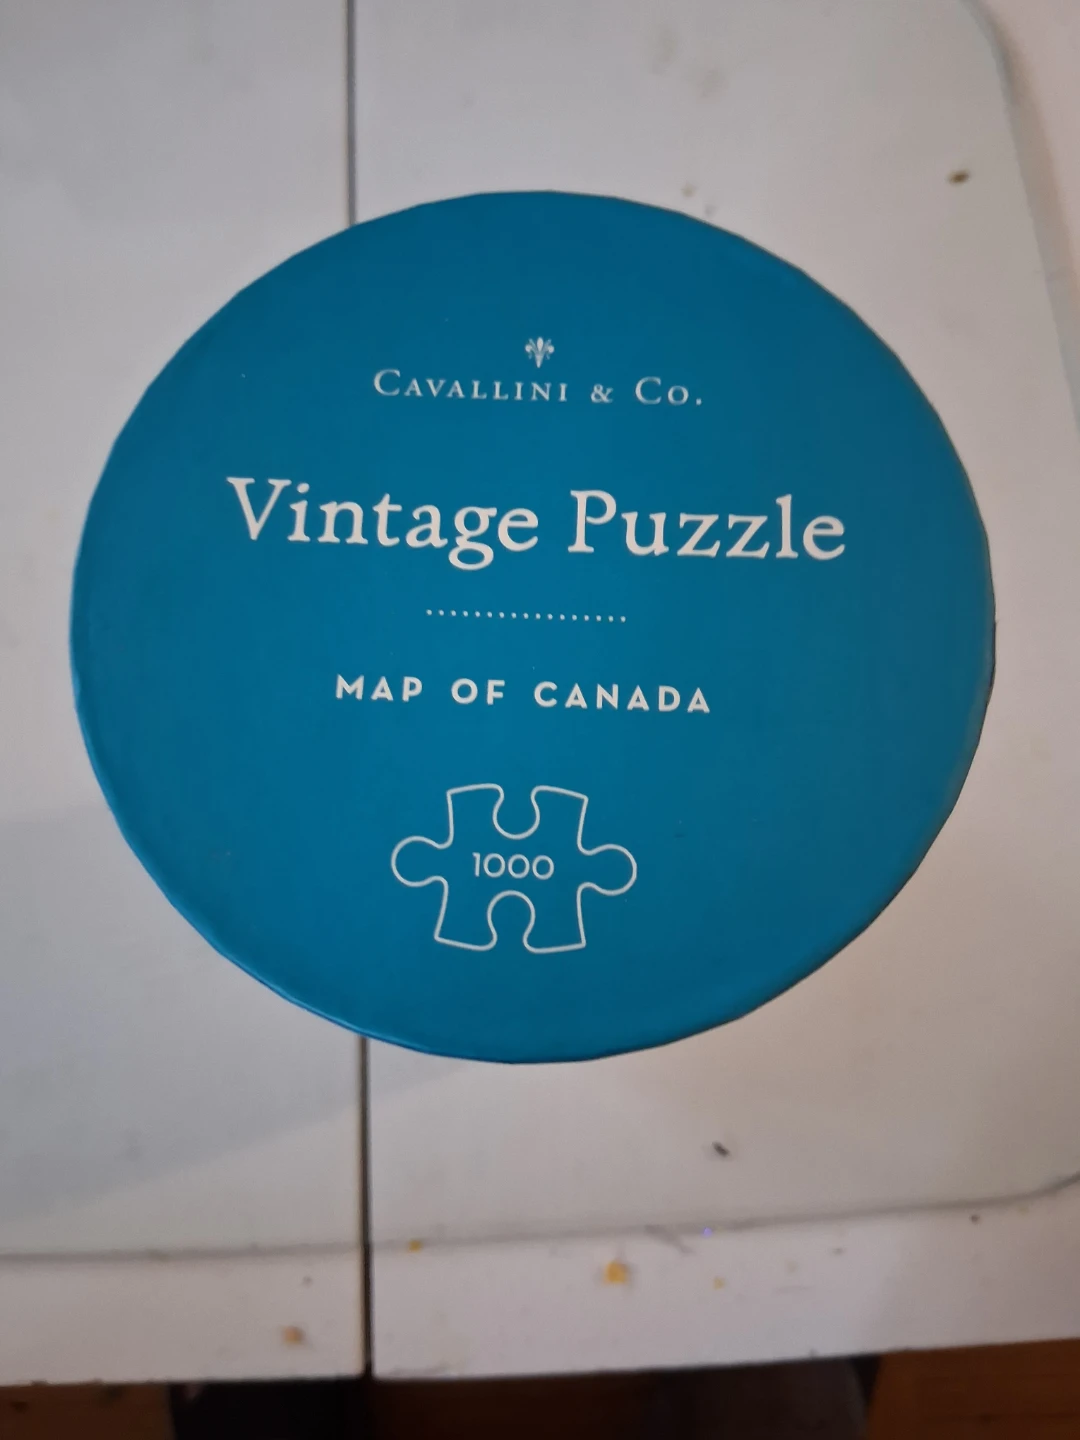 Cavallini & Co.
Vintage Puzzle
MAP OF CANADA
1000